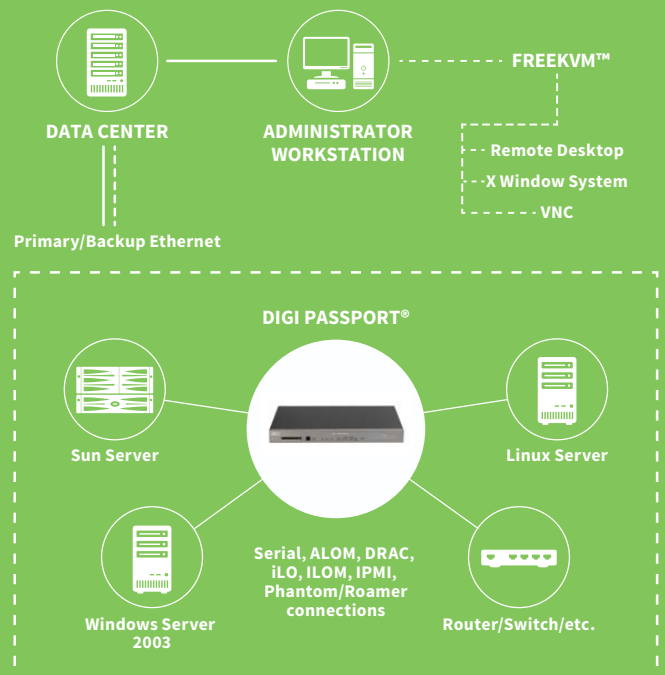 DATA CENTER
ADMINISTRATOR
WORKSTATION
FREEKVM™
Remote Desktop
X Window System
VNC
Primary/Backup Ethernet
DIGI PASSPORT®
Sun Server
Linux Server
Serial, ALOM, DRAC,
iLO, ILOM, IPMI,
Phantom/Roamer
connections
Windows Server
2003
Router/Switch/etc.